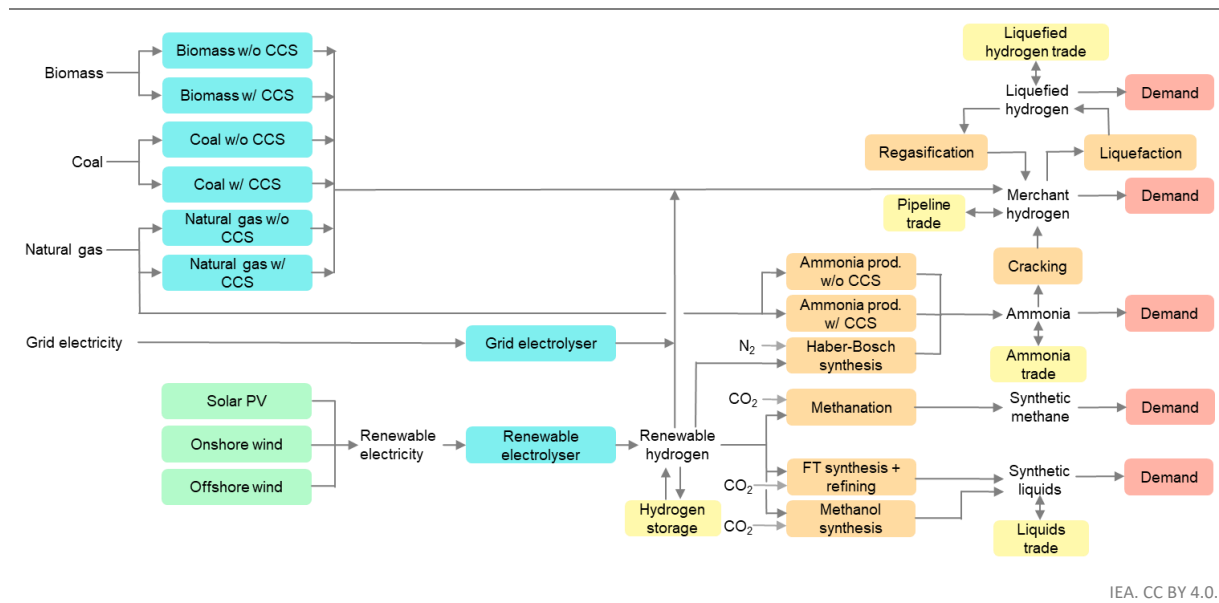 Biomass
Biomass w/o CCS
Biomass w/ CCS
Coal
Coal w/o CCS
Coal w/ CCS
Natural gas
Natural gas w/o
CCS
Natural gas w/
CCS
Grid electricity
Grid electrolyser
Solar PV
Onshore wind
Offshore wind
Renewable
electricity
Renewable
electrolyser
Renewable
hydrogen
Hydrogen
storage
Liquefied
hydrogen trade
Liquefied
hydrogen
Demand
Regasification
Liquefaction
Pipeline
trade
Merchant
hydrogen
Demand
Cracking
Ammonia prod.
w/o CCS
Ammonia prod.
w/ CCS
N₂
Haber-Bosch
synthesis
Ammonia
Demand
Ammonia
trade
CO₂
Methanation
Synthetic
methane
Demand
CO₂
FT synthesis +
refining
CO₂
Methanol
synthesis
Synthetic
liquids
Demand
Liquids
trade
IEA. CC BY 4.0.